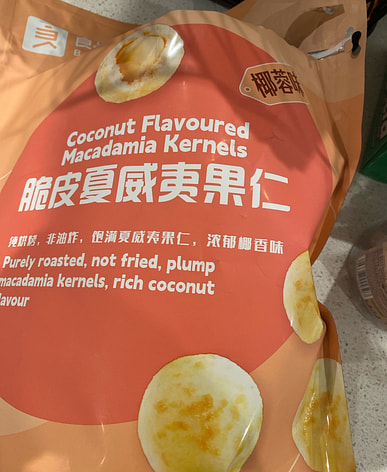 良
椰蓉味
Coconut Flavoured
Macadamia Kernels
脆皮夏威夷果仁
纯烘焙，非油炸，饱满夏威夷果仁，浓郁椰香味
Purely roasted, not fried, plump
macadamia kernels, rich coconut
flavour